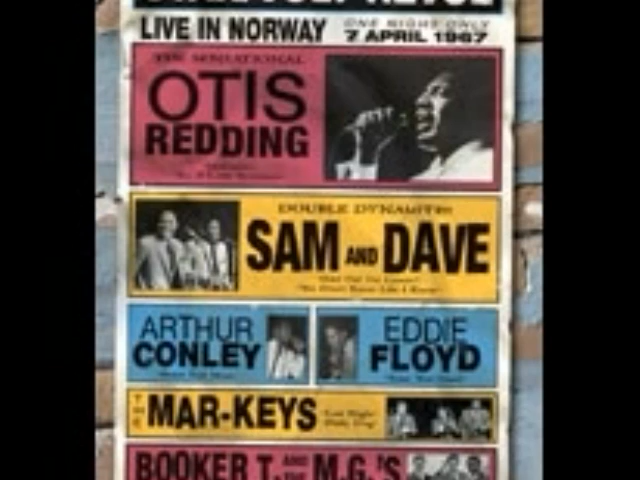 LIVE IN NORWAY ONE NIGHT ONLY
7 APRIL 1967
THE SENSATIONAL
OTIS
REDDING
DOUBLE DYNAMITE!!
SAM AND DAVE
ARTHUR
CONLEY
EDDIE
FLOYD
THE MAR-KEYS
BOOKER T. AND THE M.G.'S